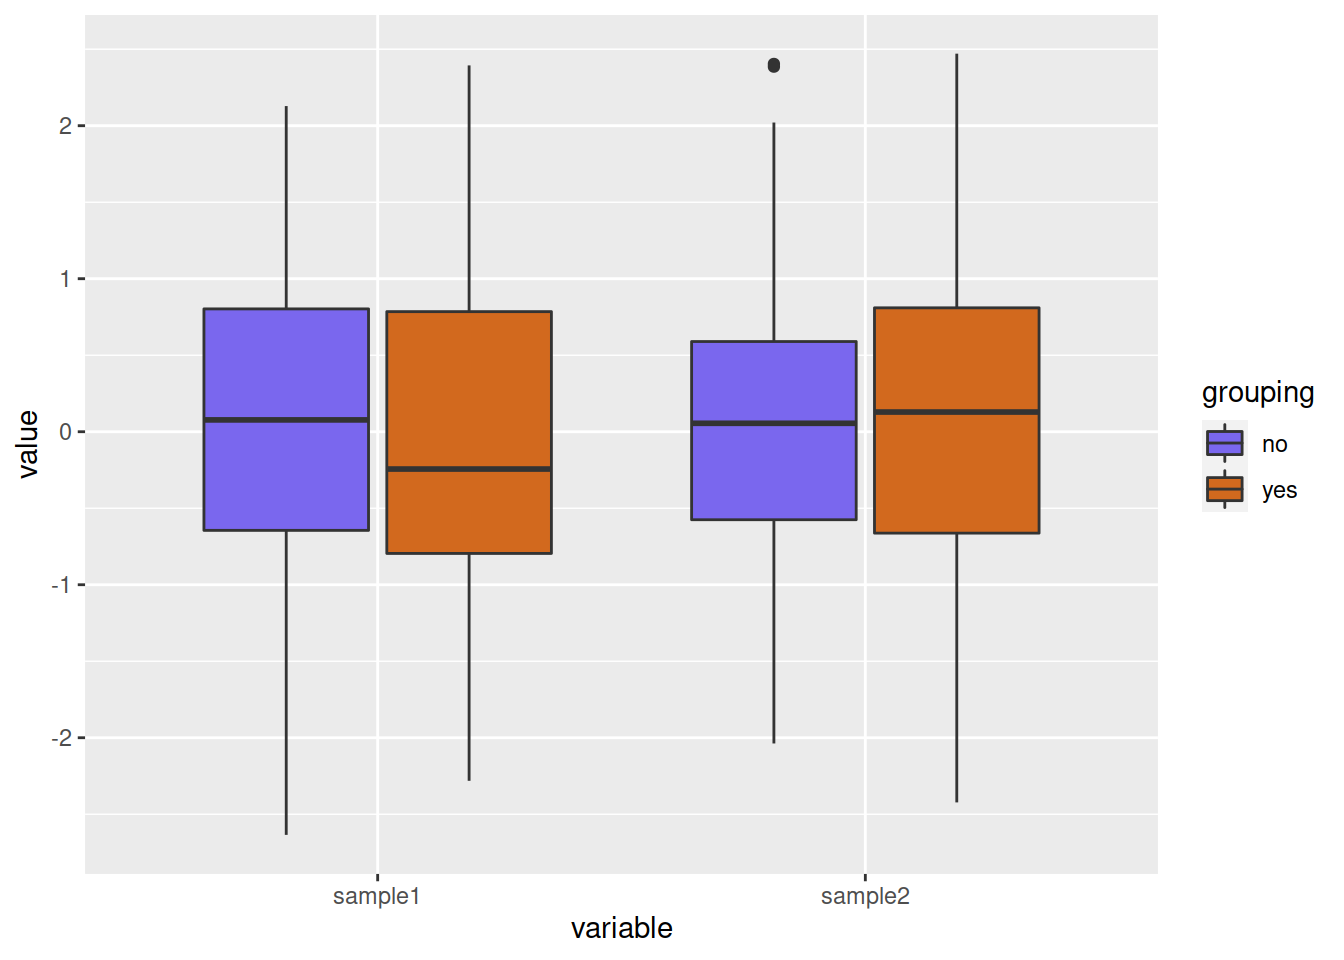 value
2
1
0
-1
-2
sample1
sample2
variable
grouping
no
yes